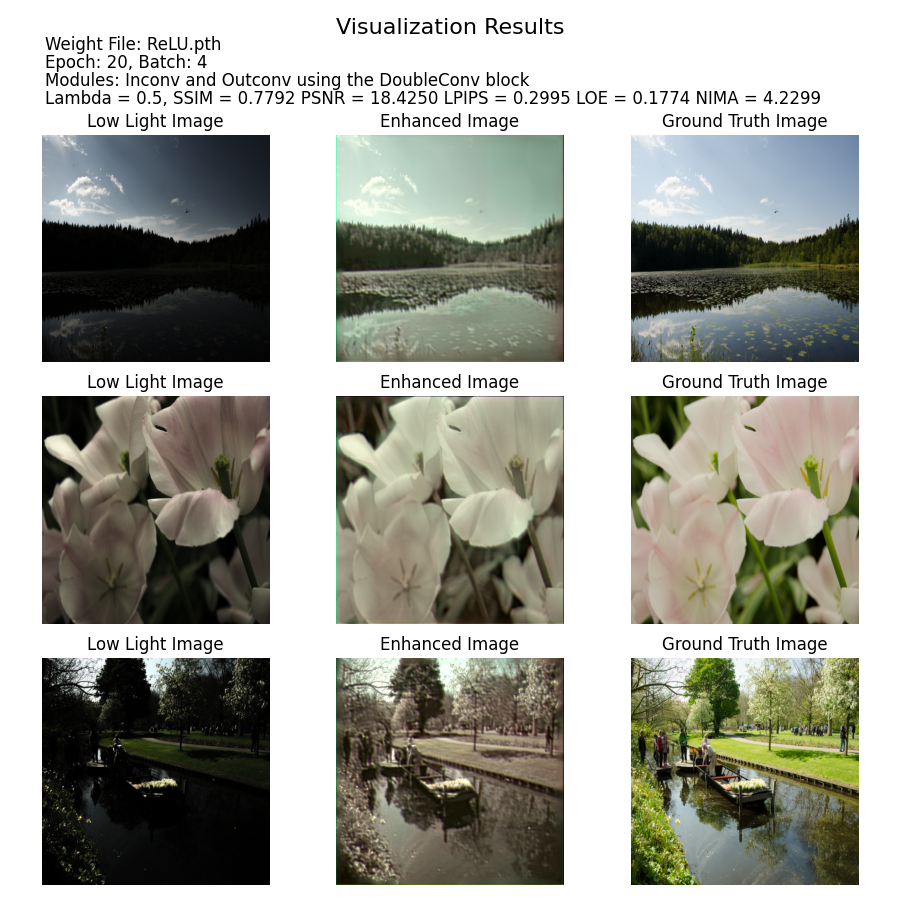 Visualization Results
Weight File: ReLU.pth
Epoch: 20, Batch: 4
Modules: Inconv and Outconv using the DoubleConv block
Lambda = 0.5, SSIM = 0.7792 PSNR = 18.4250 LPIPS = 0.2995 LOE = 0.1774 NIMA = 4.2299
Low Light Image
Enhanced Image
Ground Truth Image
Low Light Image
Enhanced Image
Ground Truth Image
Low Light Image
Enhanced Image
Ground Truth Image